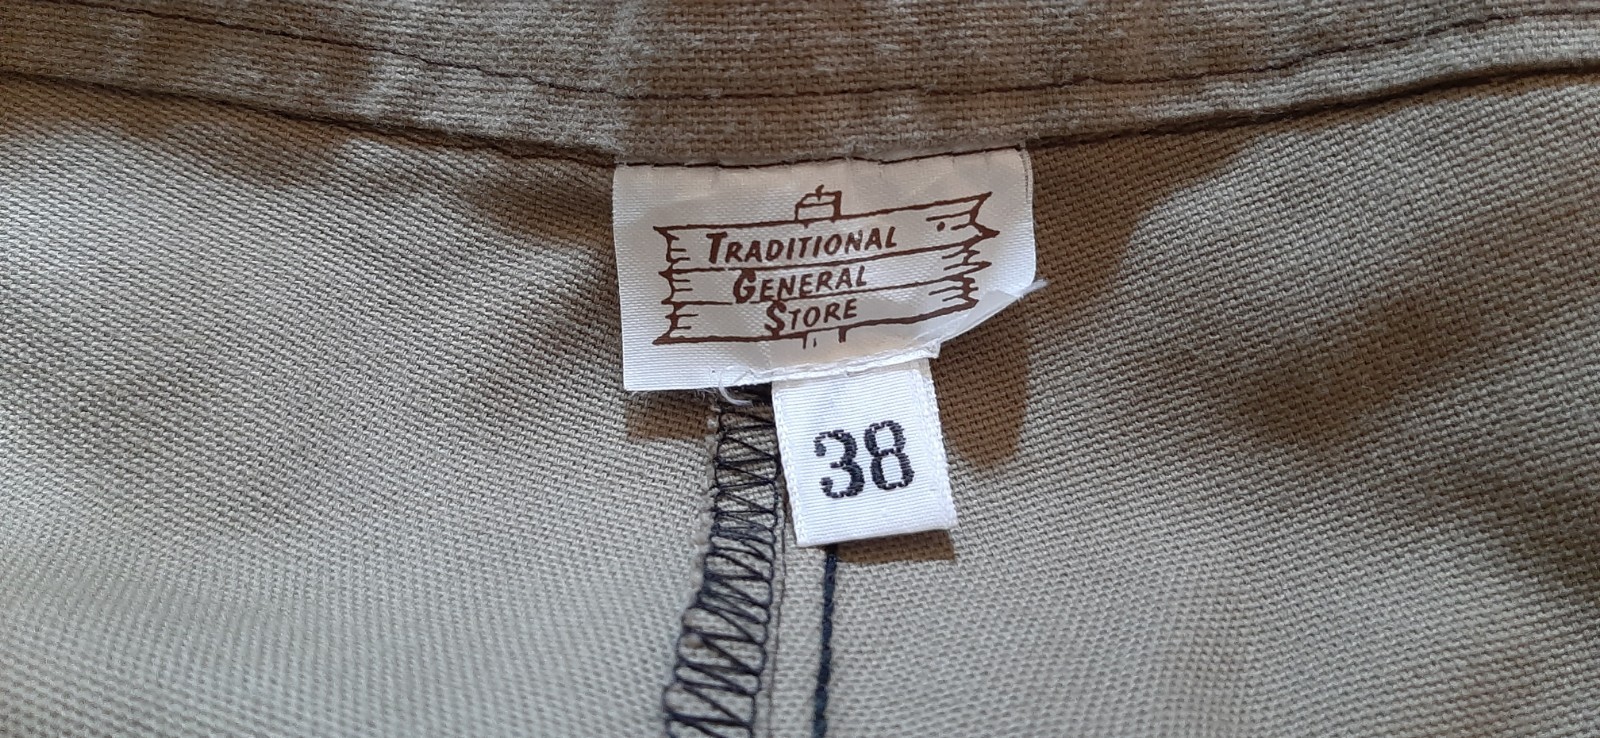 TRADITIONAL
GENERAL
STORE
38